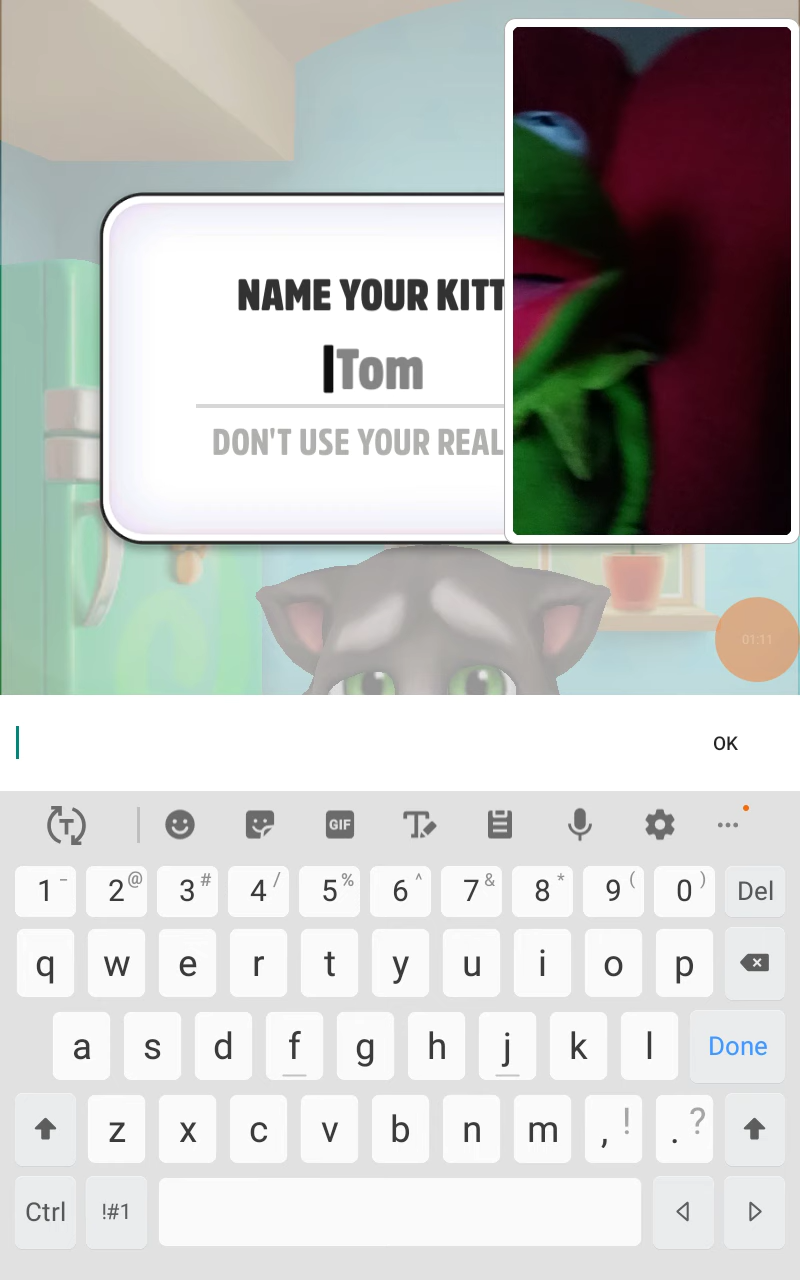 NAME YOUR KITT
Tom
DON'T USE YOUR REAL
01:11
OK
T GIF T
1 - 2 @ 3 # 4 / 5 % 6 ^ 7 & 8 * 9 ( 0 ) Del
q w e r t y u i o p
a s d f g h j k l Done
z x c v b n m , ! . ?
Ctrl !#1